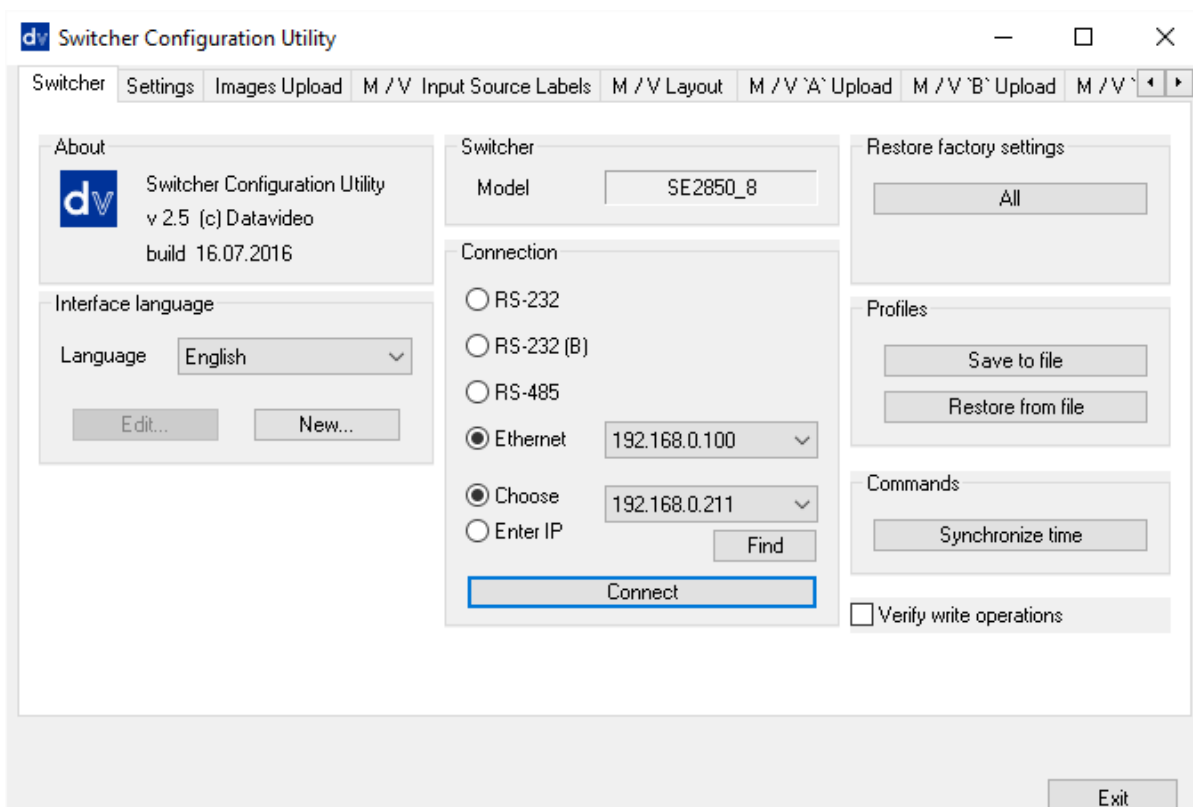 dv Switcher Configuration Utility
Switcher Settings Images Upload M / V Input Source Labels M / V Layout M / V `A` Upload M / V `B` Upload M / V `
About
dv
Switcher Configuration Utility
v 2.5 (c) Datavideo
build 16.07.2016
Interface language
Language English
Edit... New...
Switcher
Model SE2850_8
Connection
RS-232
RS-232 (B)
RS-485
Ethernet 192.168.0.100
Choose 192.168.0.211
Enter IP
Find
Connect
Restore factory settings
All
Profiles
Save to file
Restore from file
Commands
Synchronize time
Verify write operations
Exit